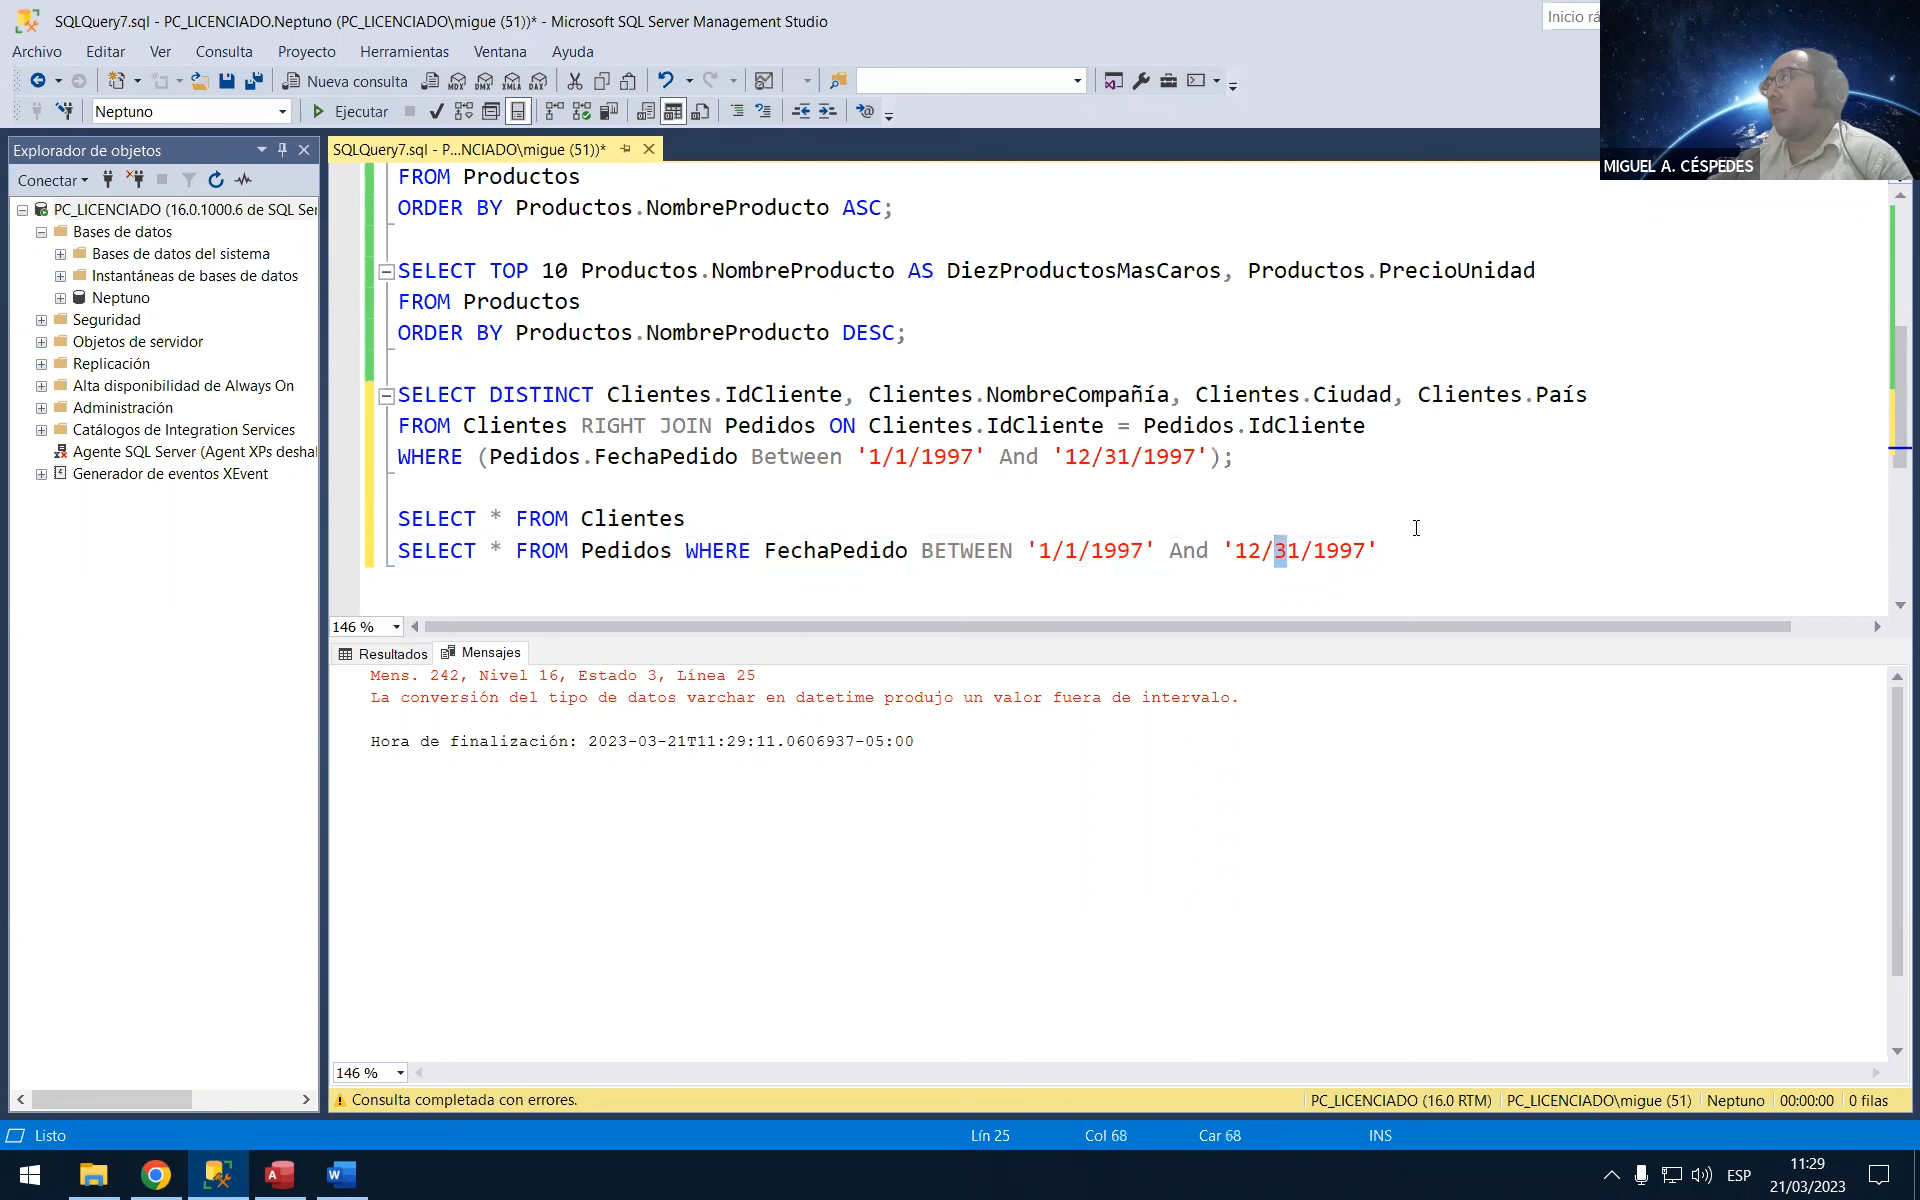 SQLQuery7.sql - PC_LICENCIADO.Neptuno (PC_LICENCIADO\migue (51))* - Microsoft SQL Server Management Studio
Inicio rá
Archivo Editar Ver Consulta Proyecto Herramientas Ventana Ayuda
Nueva consulta MDX DMX XMLA DAX
Neptuno Ejecutar
MIGUEL A. CÉSPEDES
Explorador de objetos
Conectar
PC_LICENCIADO (16.0.1000.6 de SQL Ser
Bases de datos
Bases de datos del sistema
Instantáneas de bases de datos
Neptuno
Seguridad
Objetos de servidor
Replicación
Alta disponibilidad de Always On
Administración
Catálogos de Integration Services
Agente SQL Server (Agent XPs desha
Generador de eventos XEvent
SQLQuery7.sql - P...NCIADO\migue (51))*
FROM Productos
ORDER BY Productos.NombreProducto ASC;
SELECT TOP 10 Productos.NombreProducto AS DiezProductosMasCaros, Productos.PrecioUnidad
FROM Productos
ORDER BY Productos.NombreProducto DESC;
SELECT DISTINCT Clientes.IdCliente, Clientes.NombreCompañía, Clientes.Ciudad, Clientes.País
FROM Clientes RIGHT JOIN Pedidos ON Clientes.IdCliente = Pedidos.IdCliente
WHERE (Pedidos.FechaPedido Between '1/1/1997' And '12/31/1997');
SELECT * FROM Clientes
SELECT * FROM Pedidos WHERE FechaPedido BETWEEN '1/1/1997' And '12/31/1997'
146 %
Resultados Mensajes
Mens. 242, Nivel 16, Estado 3, Línea 25
La conversión del tipo de datos varchar en datetime produjo un valor fuera de intervalo.
Hora de finalización: 2023-03-21T11:29:11.0606937-05:00
146 %
Consulta completada con errores. PC_LICENCIADO (16.0 RTM) PC_LICENCIADO\migue (51) Neptuno 00:00:00 0 filas
Listo Lín 25 Col 68 Car 68 INS
ESP
11:29
21/03/2023